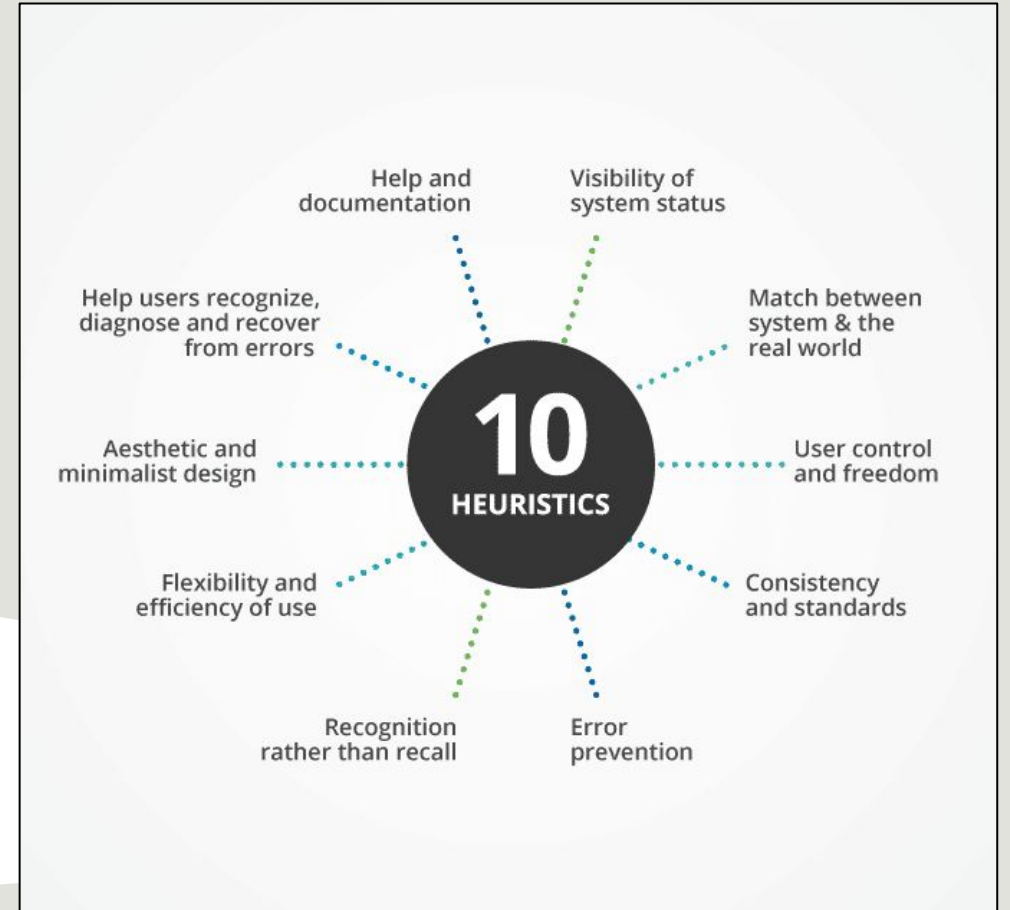 Help and
documentation
Visibility of
system status
Help users recognize,
diagnose and recover
from errors
Match between
system & the
real world
10
HEURISTICS
Aesthetic and
minimalist design
User control
and freedom
Flexibility and
efficiency of use
Consistency
and standards
Recognition
rather than recall
Error
prevention